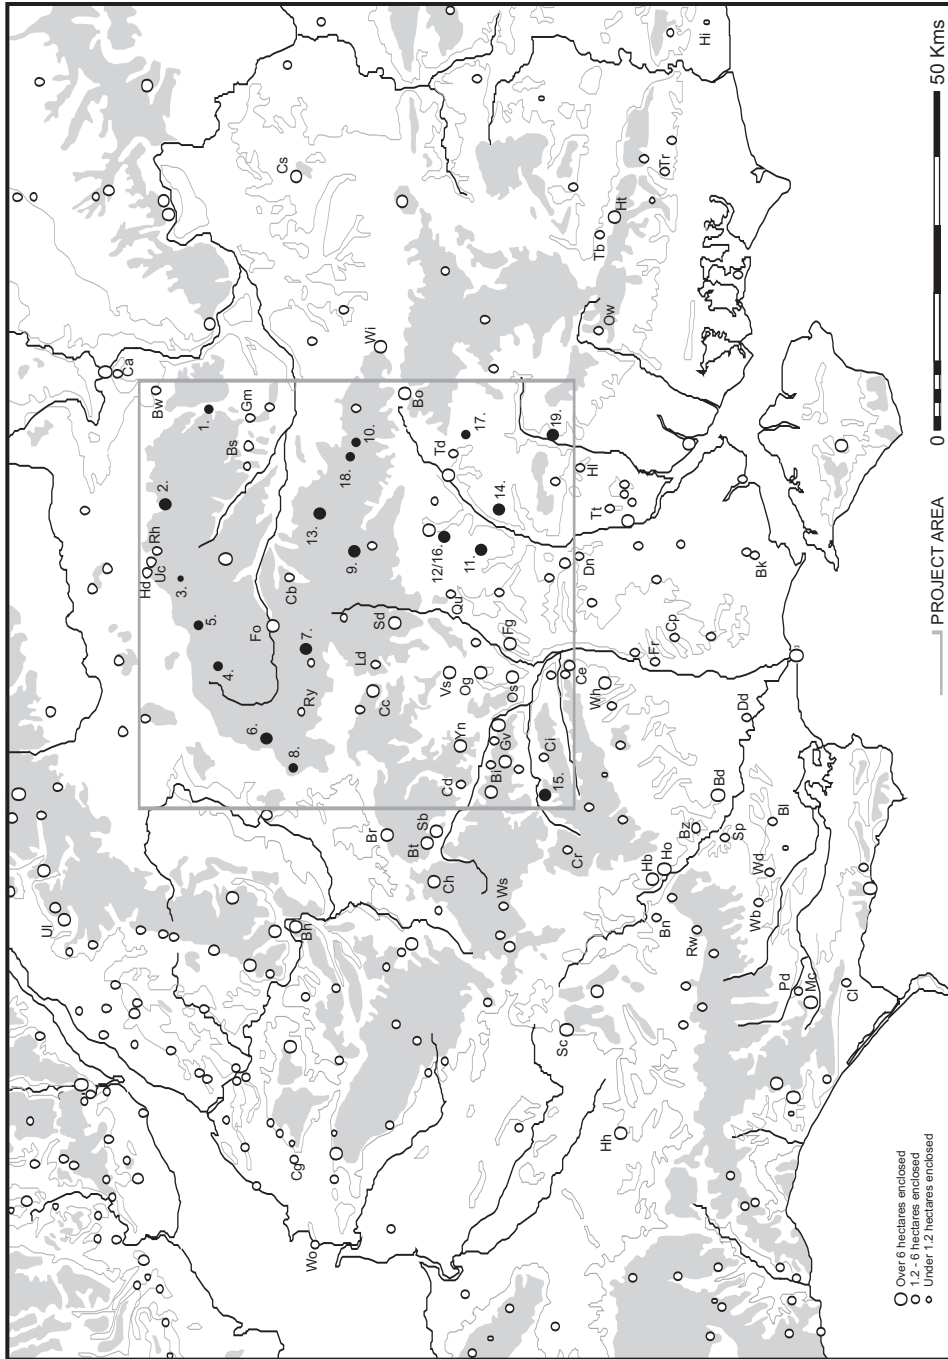 Over 6 hectares enclosed
1.2 - 6 hectares enclosed
Under 1.2 hectares enclosed
PROJECT AREA
0
50 Kms
Ca
Bw
Hd
Uc
Rh
2.
1.
Gm
Bs
3.
5.
4.
Fo
Cb
6.
8.
Ry
7.
13.
18.
10.
9.
Wi
Cs
Ld
Cc
Sd
Bo
Td
17.
14.
12/16.
11.
19.
Qu
Vs
Og
Fg
Os
Yn
Cd
Bi
Gv
Ci
15.
Ce
Dn
Hl
Tt
Wh
Fr
Cp
Bk
Ow
Tb
Ht
Tr
Hi
Ul
Bh
Br
Bt
Sb
Ch
Ws
Cr
Cg
Wo
Sc
Hh
Hb
Ho
Bn
Bz
Bd
Sp
Dd
Rw
Wd
Wb
Bl
Pd
Mc
Cl